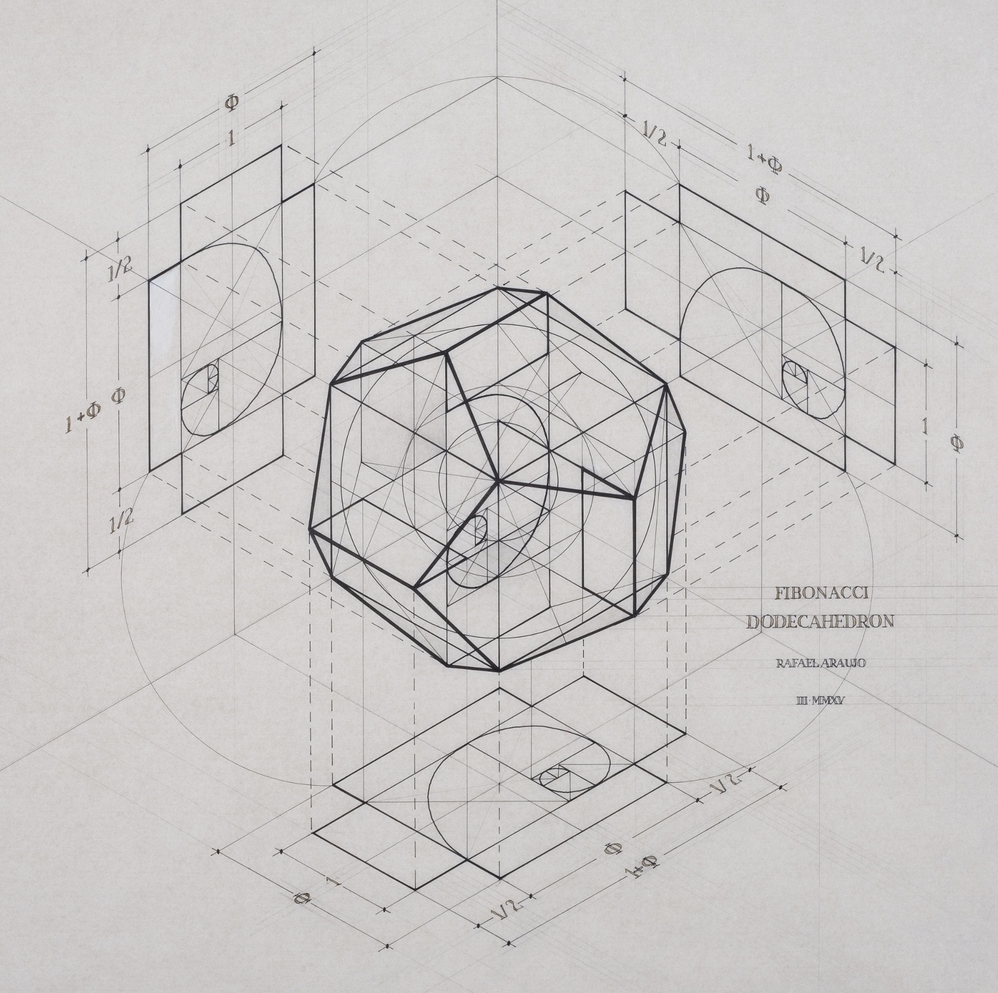 Φ
1
1/2
1+Φ
Φ
1/2
1/2
1+Φ
Φ
1/2
1
Φ
FIBONACCI
DODECAHEDRON
RAFAEL ARAUJO
III MMXV
Φ
1
1/2
Φ
1+Φ
1/2